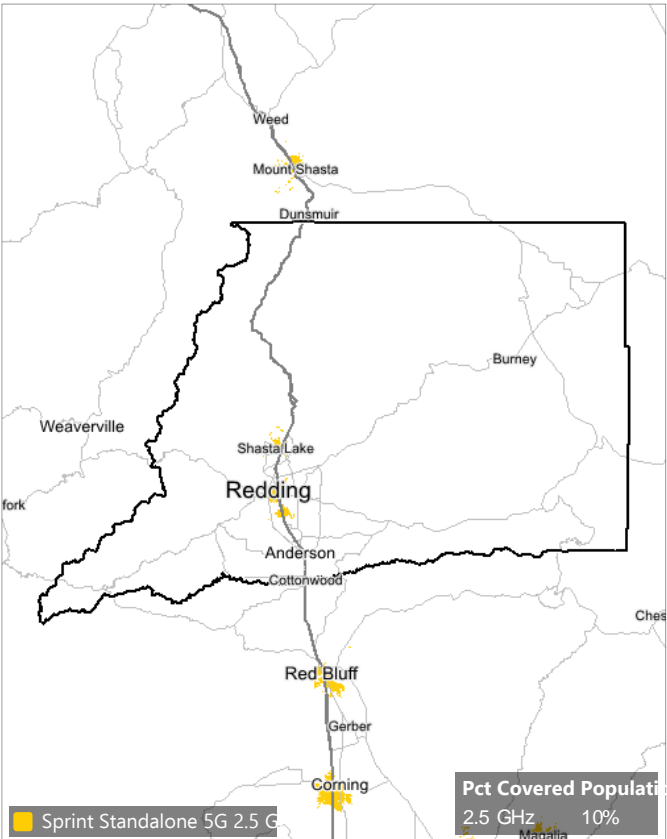 Weed
Mount Shasta
Dunsmuir
Burney
Weaverville
Shasta Lake
Redding
fork
Anderson
Cottonwood
Ches
Red Bluff
Gerber
Corning
Pct Covered Populati
2.5 GHz 10%
Sprint Standalone 5G 2.5 G
Magalia